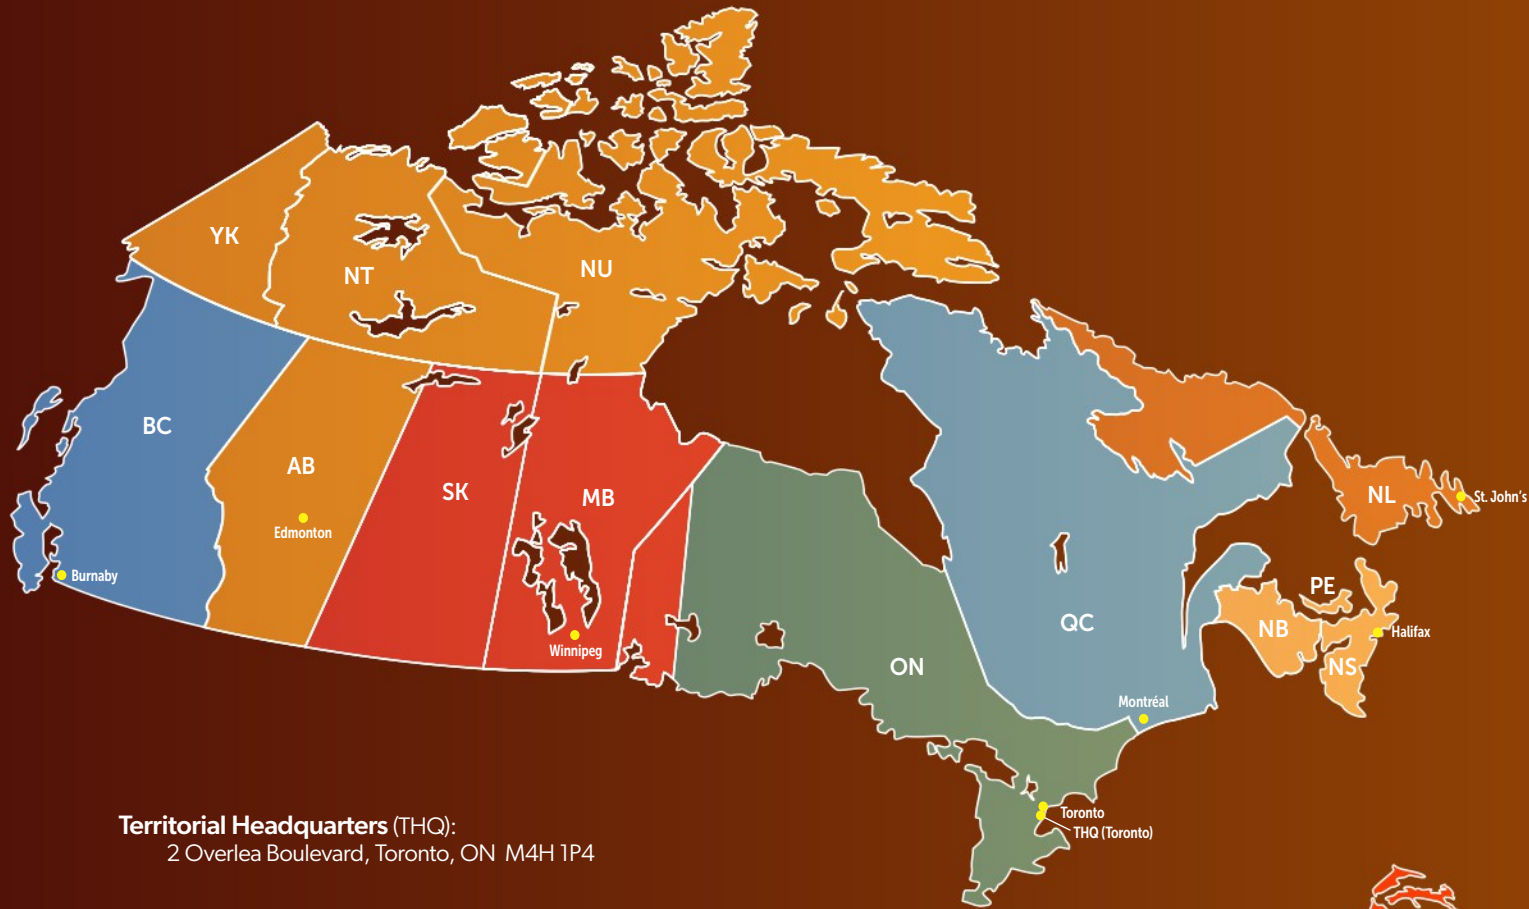 YK
NT
NU
BC
AB
SK
MB
ON
QC
NL
PE
NB
NS
Edmonton
Burnaby
Winnipeg
St. John's
Halifax
Montréal
Toronto
THQ (Toronto)
Territorial Headquarters (THQ):
2 Overlea Boulevard, Toronto, ON M4H 1P4